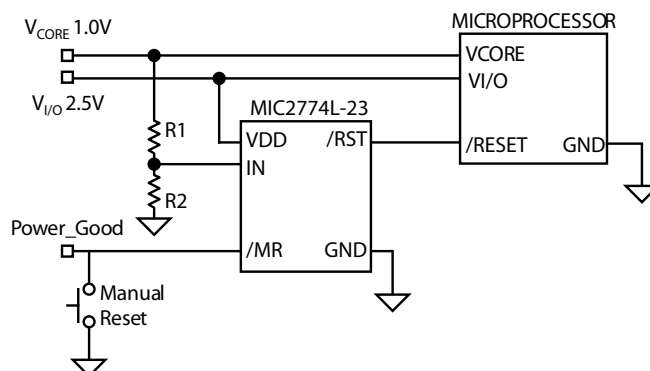 MICROPROCESSOR
VCORE 1.0V
VCORE
VI/O
VI/O 2.5V
MIC2774L-23
R1
VDD
/RST
/RESET
GND
IN
R2
Power_Good
/MR
GND
Manual
Reset